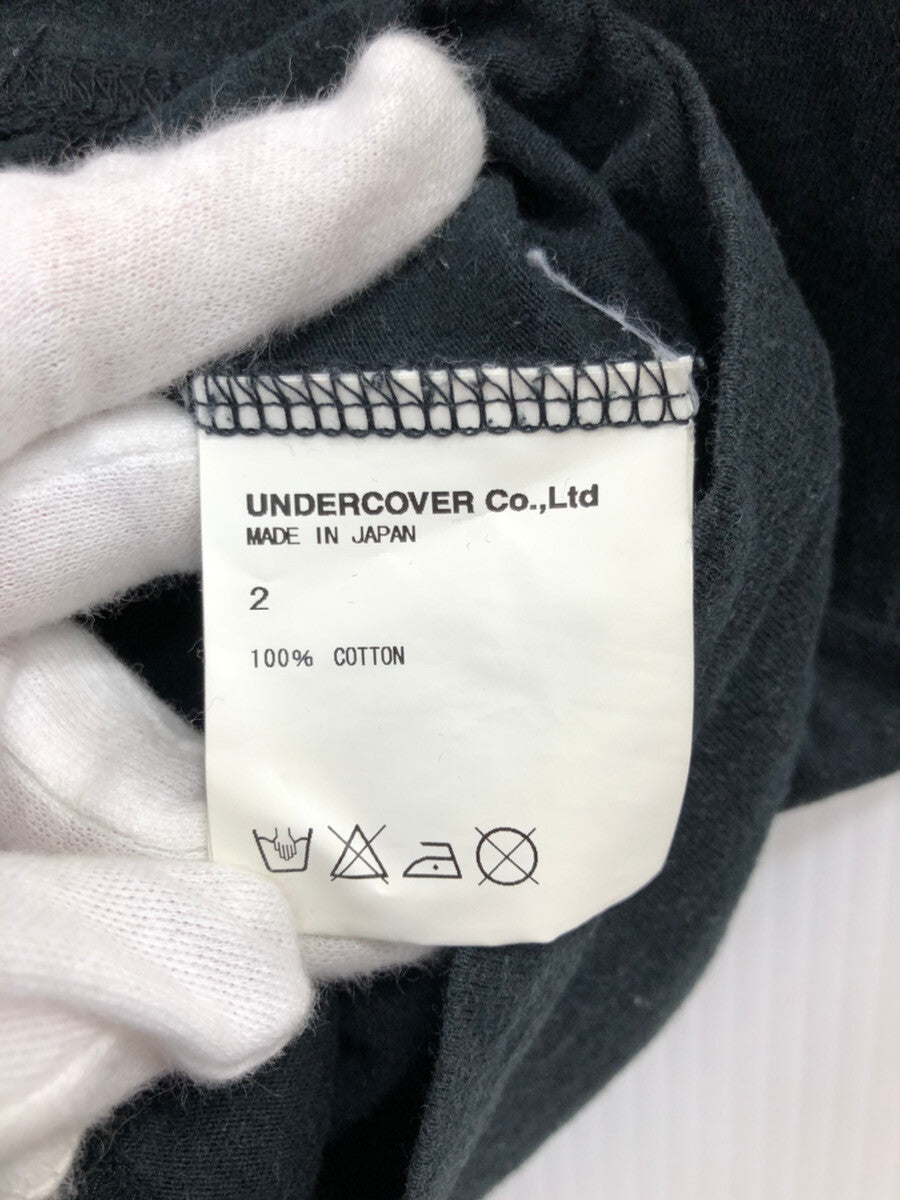 UNDERCOVER Co.,Ltd
MADE IN JAPAN
2
100% COTTON